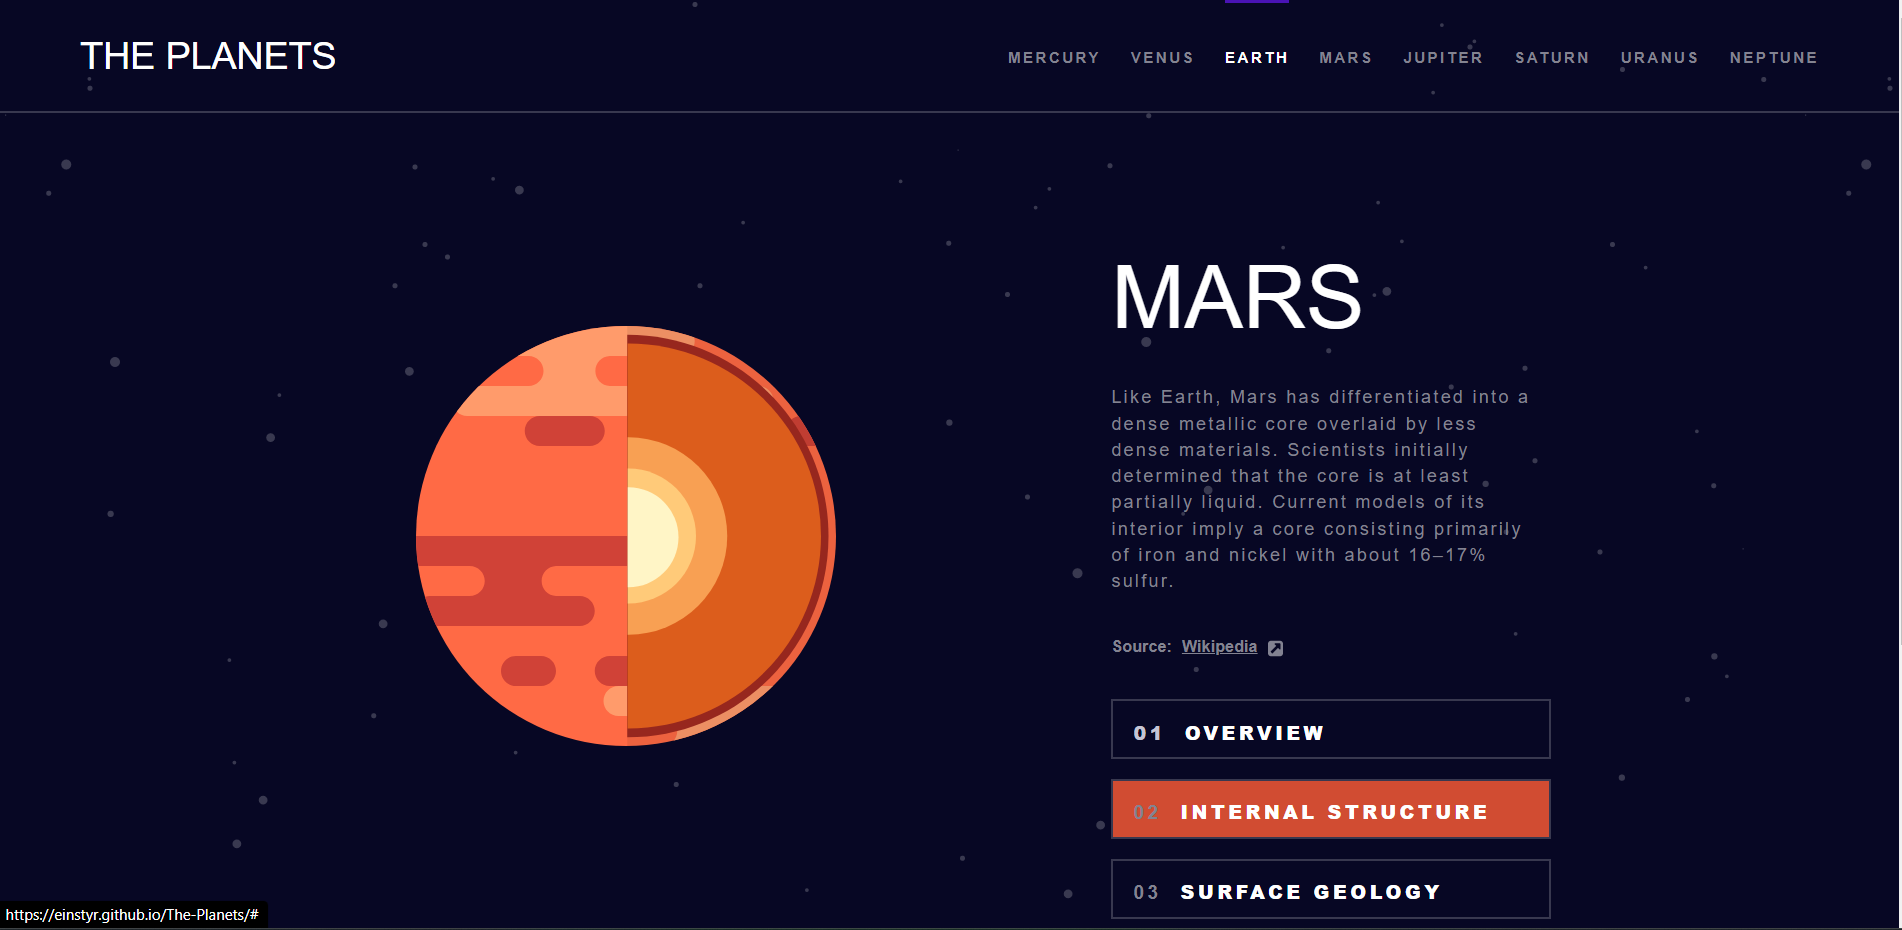 THE PLANETS
MERCURY VENUS EARTH MARS JUPITER SATURN URANUS NEPTUNE
MARS
Like Earth, Mars has differentiated into a
dense metallic core overlaid by less
dense materials. Scientists initially
determined that the core is at least
partially liquid. Current models of its
interior imply a core consisting primarily
of iron and nickel with about 16–17%
sulfur.
Source: Wikipedia
01 OVERVIEW
02 INTERNAL STRUCTURE
03 SURFACE GEOLOGY
https://einstyr.github.io/The-Planets/#